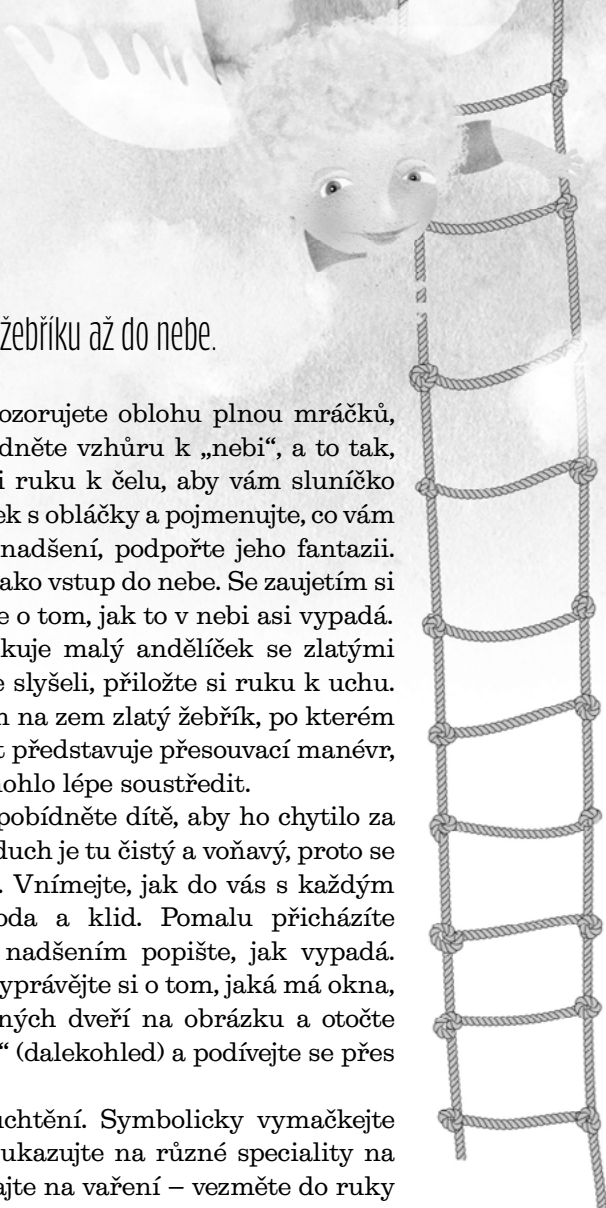 žebříku až do nebe.
ozorujete oblohu plnou mráčků,
dněte vzhůru k „nebi“, a to tak,
i ruku k čelu, aby vám sluníčko
ek s obláčky a pojmenujte, co vám
nadšení, podpořte jeho fantazii.
ako vstup do nebe. Se zaujetím si
e o tom, jak to v nebi asi vypadá.
kuje malý andělíček se zlatými
e slyšeli, přiložte si ruku k uchu.
n na zem zlatý žebřík, po kterém
t představuje přesouvací manévr,
nohlo lépe soustředit.
pobídněte dítě, aby ho chytilo za
duch je tu čistý a voňavý, proto se
. Vnímejte, jak do vás s každým
oda a klid. Pomalu přicházíte
nadšením popište, jak vypadá.
yprávějte si o tom, jaká má okna,
ných dveří na obrázku a otočte
“ (dalekohled) a podívejte se přes
uchtění. Symbolicky vymačkejte
ukazujte na různé speciality na
ajte na vaření – vezměte do ruky